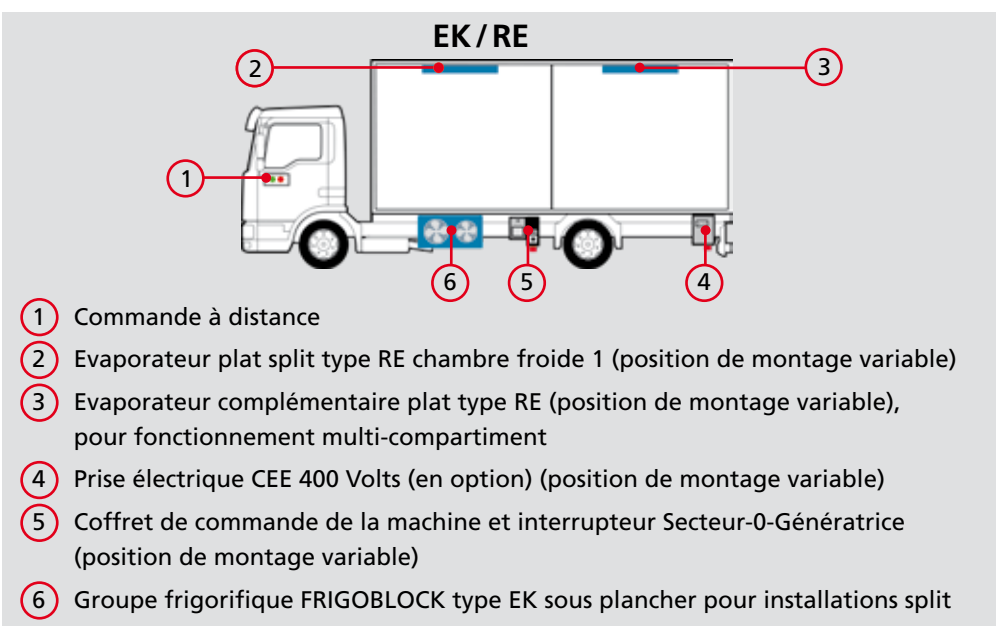 EK / RE
2
3
1
6
5
4
1 Commande à distance
2 Evaporateur plat split type RE chambre froide 1 (position de montage variable)
3 Evaporateur complémentaire plat type RE (position de montage variable),
pour fonctionnement multi-compartiment
4 Prise électrique CEE 400 Volts (en option) (position de montage variable)
5 Coffret de commande de la machine et interrupteur Secteur-0-Génératrice
(position de montage variable)
6 Groupe frigorifique FRIGOBLOCK type EK sous plancher pour installations split